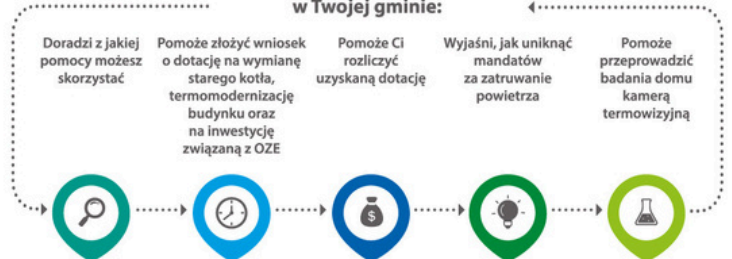 w Twojej gminie:
Doradzi z jakiej
pomocy możesz
skorzystać
Pomoże złożyć wniosek
o dotację na wymianę
starego kotła,
termomodernizację
budynku oraz
na inwestycję
związaną z OZE
Pomoże Ci
rozliczyć
uzyskaną dotację
Wyjaśni, jak uniknąć
mandatów
za zatruwanie
powietrza
Pomoże
przeprowadzić
badania domu
kamerą
termowizyjną
$